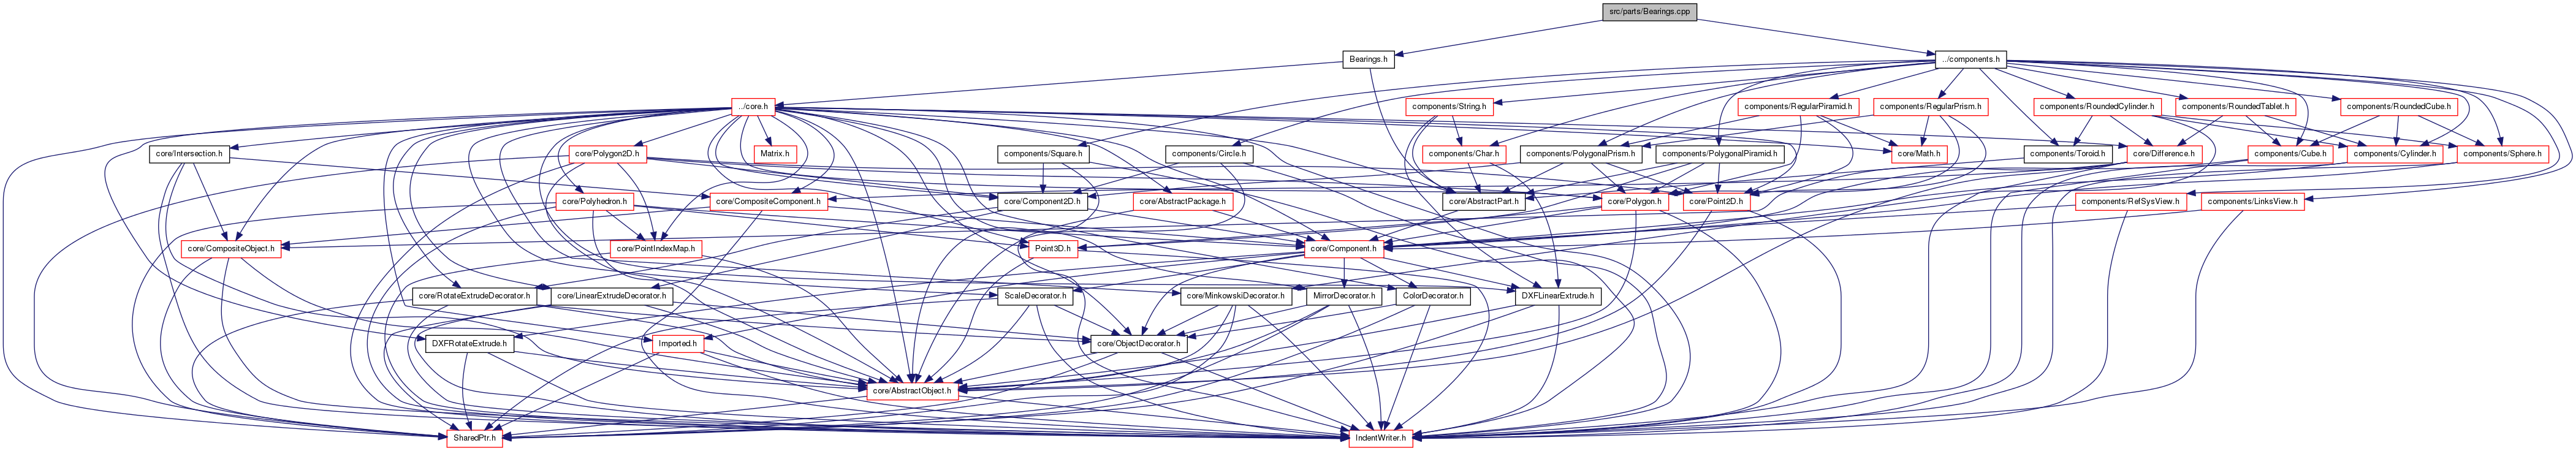 src/parts/Bearings.cpp
Bearings.h
../components.h
../core.h
components/String.h
components/RegularPiramid.h
components/RegularPrism.h
components/RoundedCylinder.h
components/RoundedTablet.h
components/RoundedCube.h
core/Intersection.h
core/Polygon2D.h
Matrix.h
components/Square.h
components/Circle.h
components/Char.h
components/PolygonalPrism.h
components/PolygonalPiramid.h
core/Math.h
components/Toroid.h
core/Difference.h
components/Cube.h
components/Cylinder.h
components/Sphere.h
core/Polyhedron.h
core/CompositeComponent.h
core/Component2D.h
core/AbstractPackage.h
core/AbstractPart.h
core/Polygon.h
core/Point2D.h
components/RefSysView.h
components/LinksView.h
core/CompositeObject.h
core/PointIndexMap.h
Point3D.h
core/Component.h
core/RotateExtrudeDecorator.h
core/LinearExtrudeDecorator.h
ScaleDecorator.h
core/MinkowskiDecorator.h
MirrorDecorator.h
ColorDecorator.h
DXFLinearExtrude.h
DXFRotateExtrude.h
Imported.h
core/ObjectDecorator.h
core/AbstractObject.h
SharedPtr.h
IndentWriter.h